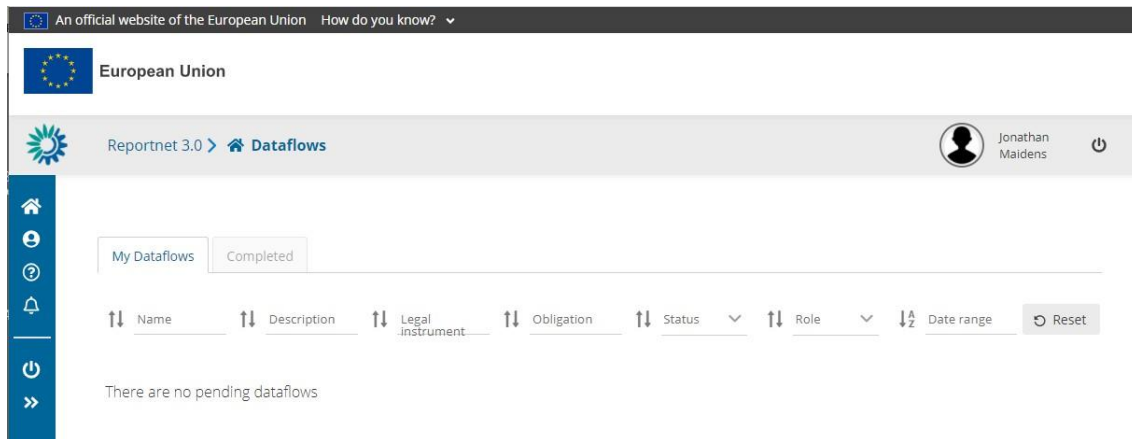 An official website of the European Union How do you know?
European Union
Reportnet 3.0 Dataflows
Jonathan
Maidens
My Dataflows Completed
Name Description Legal instrument Obligation Status Role Date range Reset
There are no pending dataflows